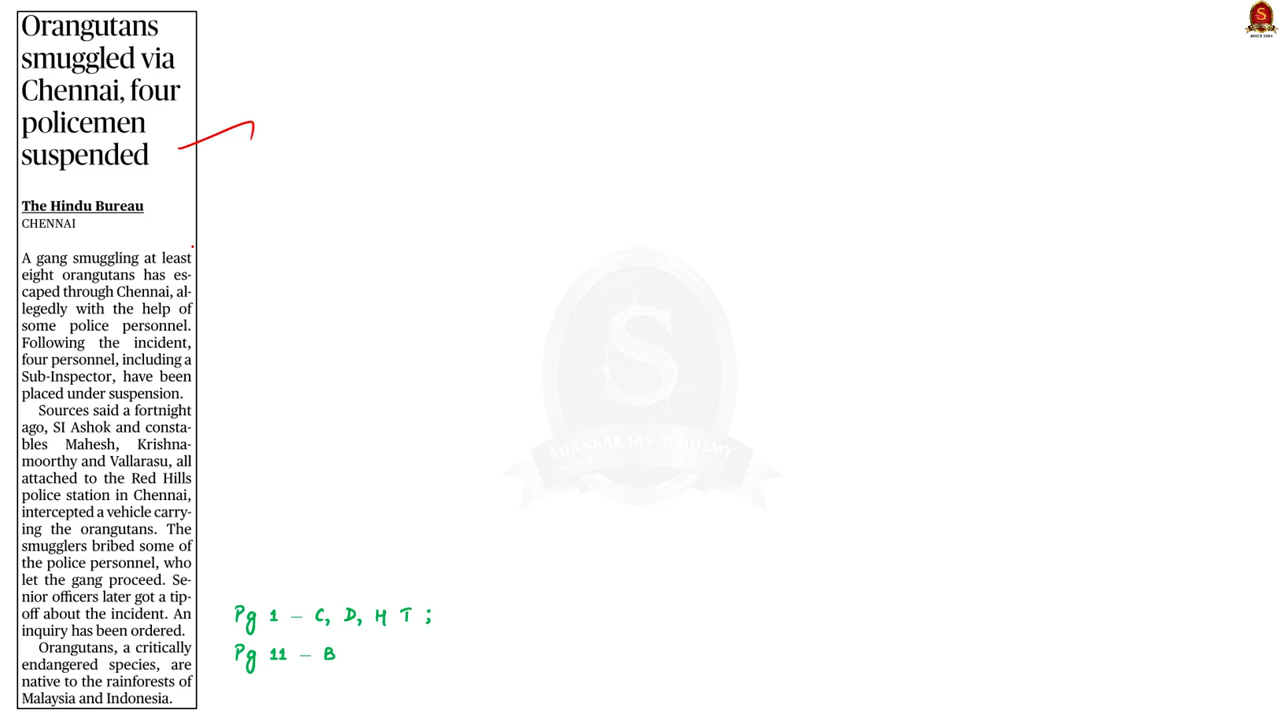 Orangutans
smuggled via
Chennai, four
policemen
suspended
The Hindu Bureau
CHENNAI
A gang smuggling at least
eight orangutans has es-
caped through Chennai, al-
legedly with the help of
some police personnel.
Following the incident,
four personnel, including a
Sub-Inspector, have been
placed under suspension.
Sources said a fortnight
ago, SI Ashok and consta-
bles Mahesh, Krishna-
moorthy and Vallarasu, all
attached to the Red Hills
police station in Chennai,
intercepted a vehicle carry-
ing the orangutans. The
smugglers bribed some of
the police personnel, who
let the gang proceed. Se-
nior officers later got a tip-
off about the incident. An
inquiry has been ordered.
Orangutans, a critically
endangered species, are
native to the rainforests of
Malaysia and Indonesia.
Pg 1 – C, D, H T ;
Pg 11 – B
S
SHANKAR IAS ACADEMY
S
SINCE 2004